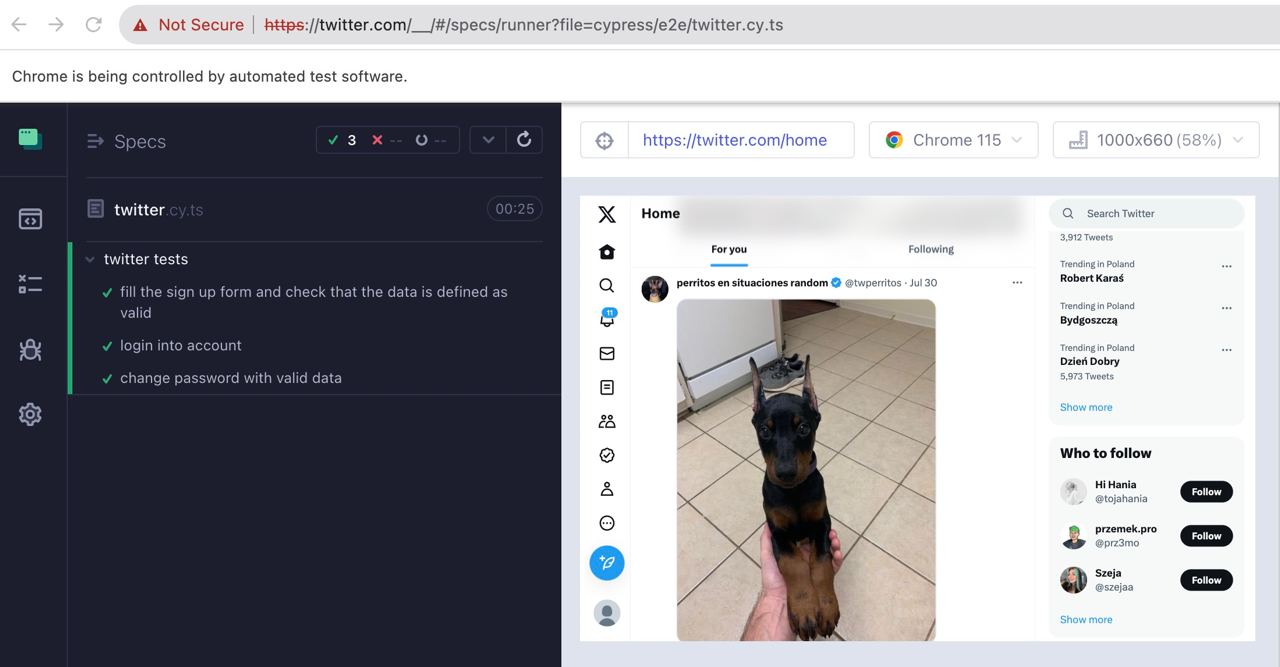 Not Secure | https://twitter.com/__/#/specs/runner?file=cypress/e2e/twitter.cy.ts
Chrome is being controlled by automated test software.
Specs
3 -- --
twitter.cy.ts 00:25
twitter tests
fill the sign up form and check that the data is defined as
valid
login into account
change password with valid data
https://twitter.com/home
Chrome 115
1000x660 (58%)
X
11
Home
For you Following
perritos en situaciones random @twperritos · Jul 30
Search Twitter
3,912 Tweets
Trending in Poland
Robert Karaś
Trending in Poland
Bydgoszczą
Trending in Poland
Dzień Dobry
5,973 Tweets
Show more
Who to follow
Hi Hania
@tojahania
Follow
przemek.pro
@prz3mo
Follow
Szeja
@szejaa
Follow
Show more